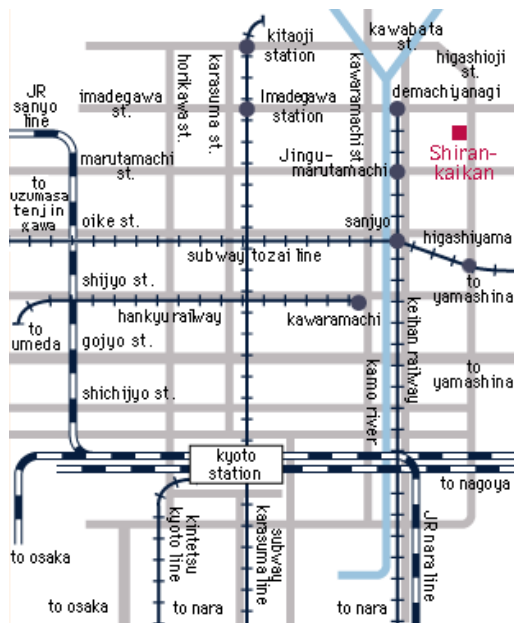 kawabata
st.
kitaoji
station
higashioji
st.
JR
sanyo
line
imadegawa
st.
horikawa st.
karasuma st.
Imadegawa
station
kawaramachi st.
demachiyanagi
marutamachi
st.
Jingu-
marutamachi
Shiran-
kaikan
to
uzumasa
tenjin
gawa
oike st.
sanjyo
higashiyama
subway tozai line
shijyo st.
to
yamashina
hankyu railway
kawaramachi
to
umeda
gojyo st.
keihan railway
kamo river
to
yamashina
shichijyo st.
kyoto
station
to nagoya
to osaka
kintetsu
kyoto line
subway
karasuma line
JR nara line
to osaka
to nara
to nara